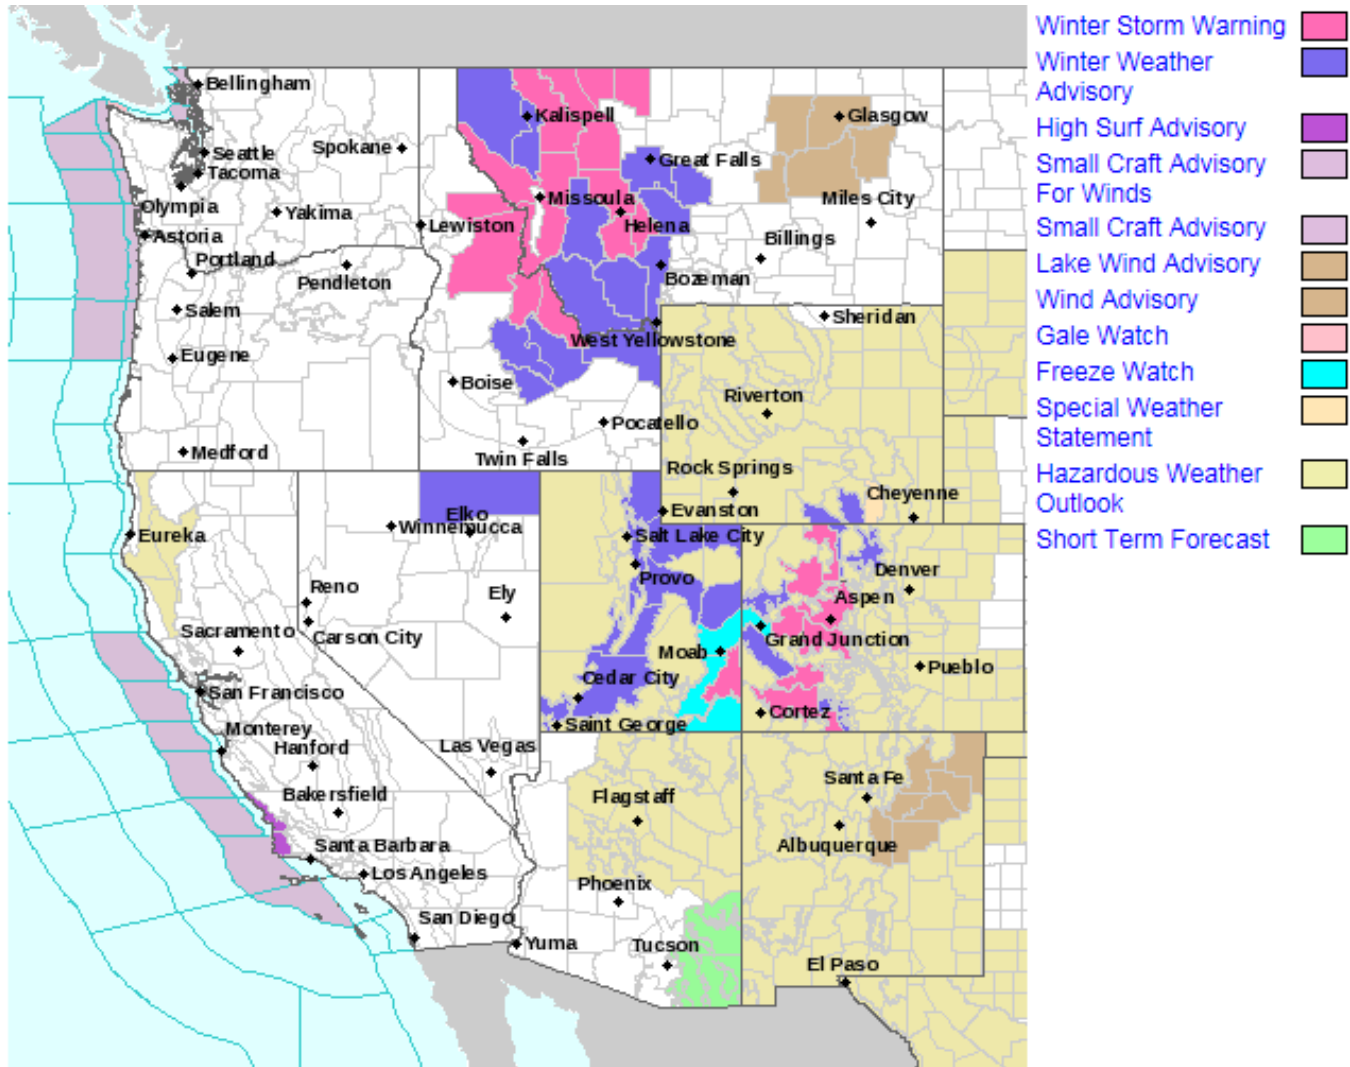 Winter Storm Warning
Winter Weather
Advisory
High Surf Advisory
Small Craft Advisory
For Winds
Small Craft Advisory
Lake Wind Advisory
Wind Advisory
Gale Watch
Freeze Watch
Special Weather
Statement
Hazardous Weather
Outlook
Short Term Forecast
Bellingham
Kalispell
Glasgow
Seattle
Spokane
Great Falls
Tacoma
Olympia
Yakima
Missoula
Miles City
Astoria
Lewiston
Helena
Billings
Portland
Pendleton
Bozeman
Salem
Sheridan
Eugene
West Yellowstone
Boise
Riverton
Pocatello
Medford
Twin Falls
Rock Springs
Cheyenne
Elko
Evanston
Winnemucca
Eureka
Salt Lake City
Provo
Denver
Reno
Ely
Aspen
Sacramento
Carson City
Grand Junction
Moab
Pueblo
San Francisco
Cedar City
Cortez
Monterey
Saint George
Hanford
Las Vegas
Santa Fe
Bakersfield
Flagstaff
Santa Barbara
Albuquerque
Los Angeles
Phoenix
San Diego
Yuma
Tucson
El Paso